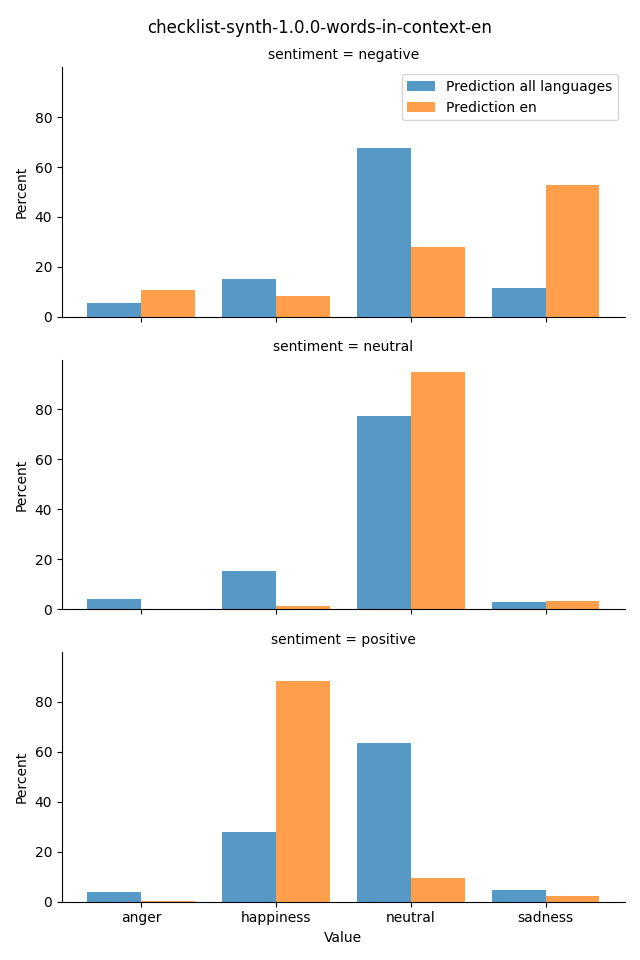 checklist-synth-1.0.0-words-in-context-en
sentiment = negative
Prediction all languages
Prediction en
Percent
80
60
40
20
0
sentiment = neutral
Percent
80
60
40
20
0
sentiment = positive
Percent
80
60
40
20
0
anger happiness neutral sadness
Value